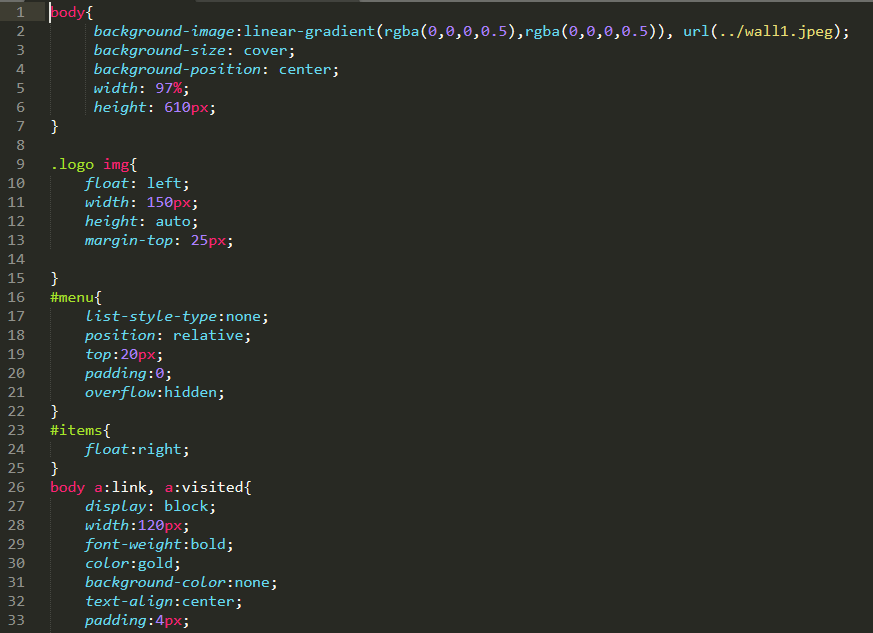 1 body{
2 background-image:linear-gradient(rgba(0,0,0,0.5),rgba(0,0,0,0.5)), url(../wall1.jpeg);
3 background-size: cover;
4 background-position: center;
5 width: 97%;
6 height: 610px;
7 }
8
9 .logo img{
10 float: left;
11 width: 150px;
12 height: auto;
13 margin-top: 25px;
14
15 }
16 #menu{
17 list-style-type:none;
18 position: relative;
19 top:20px;
20 padding:0;
21 overflow:hidden;
22 }
23 #items{
24 float:right;
25 }
26 body a:link, a:visited{
27 display: block;
28 width:120px;
29 font-weight:bold;
30 color:gold;
31 background-color:none;
32 text-align:center;
33 padding:4px;